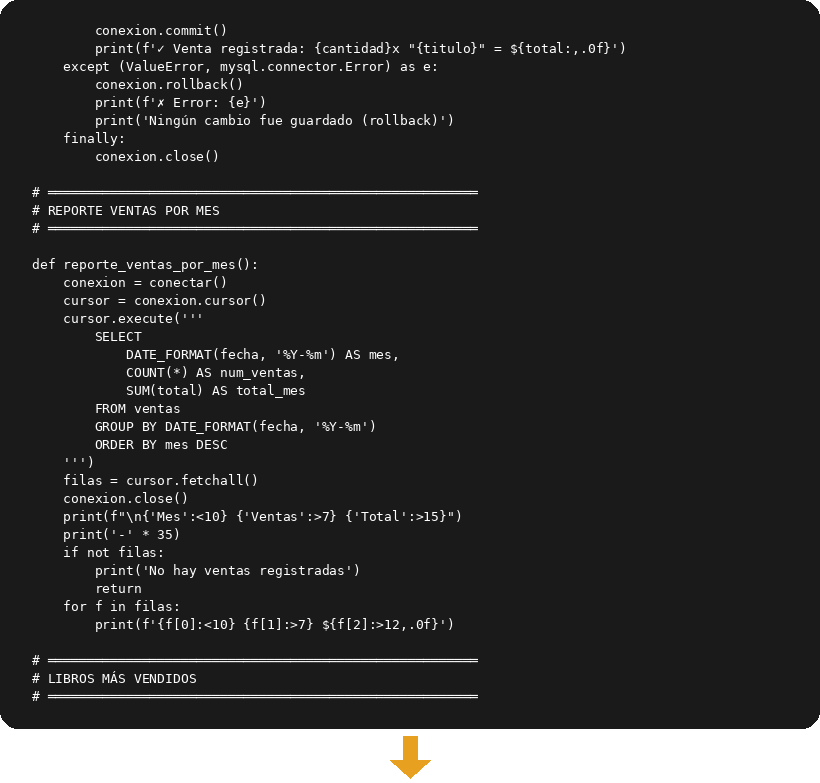 conexion.commit()
        print(f'✓ Venta registrada: {cantidad}x "{titulo}" = ${total:,.0f}')
    except (ValueError, mysql.connector.Error) as e:
        conexion.rollback()
        print(f'✗ Error: {e}')
        print('Ningún cambio fue guardado (rollback)')
    finally:
        conexion.close()

# ═══════════════════════════════════════════════════════
# REPORTE VENTAS POR MES
# ═══════════════════════════════════════════════════════

def reporte_ventas_por_mes():
    conexion = conectar()
    cursor = conexion.cursor()
    cursor.execute('''
        SELECT
            DATE_FORMAT(fecha, '%Y-%m') AS mes,
            COUNT(*) AS num_ventas,
            SUM(total) AS total_mes
        FROM ventas
        GROUP BY DATE_FORMAT(fecha, '%Y-%m')
        ORDER BY mes DESC
    ''')
    filas = cursor.fetchall()
    conexion.close()
    print(f"\n{'Mes':<10} {'Ventas':>7} {'Total':>15}")
    print('-' * 35)
    if not filas:
        print('No hay ventas registradas')
        return
    for f in filas:
        print(f'{f[0]:<10} {f[1]:>7} ${f[2]:>12,.0f}')

# ═══════════════════════════════════════════════════════
# LIBROS MÁS VENDIDOS
# ═══════════════════════════════════════════════════════